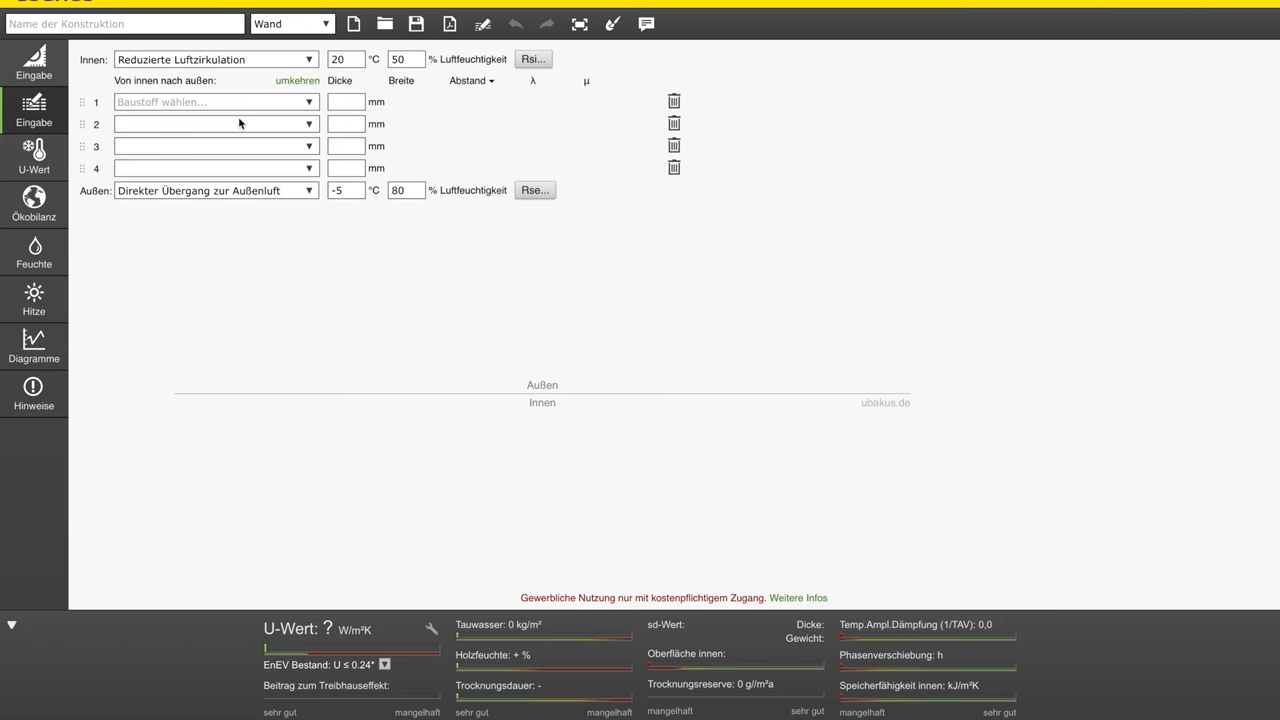 Name der Konstruktion Wand
Innen: Reduzierte Luftzirkulation 20 °C 50 % Luftfeuchtigkeit Rsi...
Von innen nach außen: umkehren Dicke Breite Abstand λ μ
1 Baustoff wählen... mm
2 mm
3 mm
4 mm
Außen: Direkter Übergang zur Außenluft -5 °C 80 % Luftfeuchtigkeit Rse...
Eingabe
Eingabe
U-Wert
Ökobilanz
Feuchte
Hitze
Diagramme
Hinweise
Außen
Innen
ubakus.de
Gewerbliche Nutzung nur mit kostenpflichtigem Zugang. Weitere Infos
U-Wert: ? W/m²K
EnEV Bestand: U ≤ 0.24*
Beitrag zum Treibhauseffekt:
sehr gut mangelhaft
Tauwasser: 0 kg/m²
Holzfeuchte: + %
Trocknungsdauer: -
sehr gut mangelhaft
sd-Wert: Dicke:
Gewicht:
Oberfläche innen:
Trocknungsreserve: 0 g//m²a
mangelhaft sehr gut
Temp.Ampl.Dämpfung (1/TAV): 0,0
Phasenverschiebung: h
Speicherfähigkeit innen: kJ/m²K
mangelhaft sehr gut